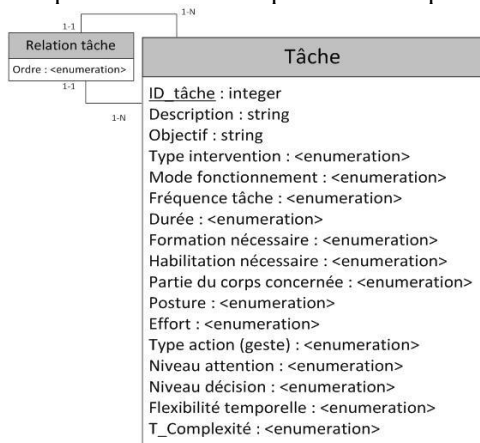 1-N
1-1
Relation tâche
Ordre : <enumeration>
1-1
1-N
Tâche
ID_tâche : integer
Description : string
Objectif : string
Type intervention : <enumeration>
Mode fonctionnement : <enumeration>
Fréquence tâche : <enumeration>
Durée : <enumeration>
Formation nécessaire : <enumeration>
Habilitation nécessaire : <enumeration>
Partie du corps concernée : <enumeration>
Posture : <enumeration>
Effort : <enumeration>
Type action (geste) : <enumeration>
Niveau attention : <enumeration>
Niveau décision : <enumeration>
Flexibilité temporelle : <enumeration>
T_Complexité : <enumeration>